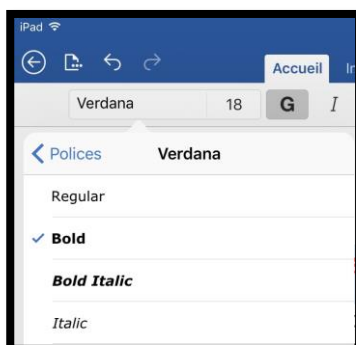 iPad
Accueil
Verdana 18 G I
Polices Verdana
Regular
Bold
Bold Italic
Italic